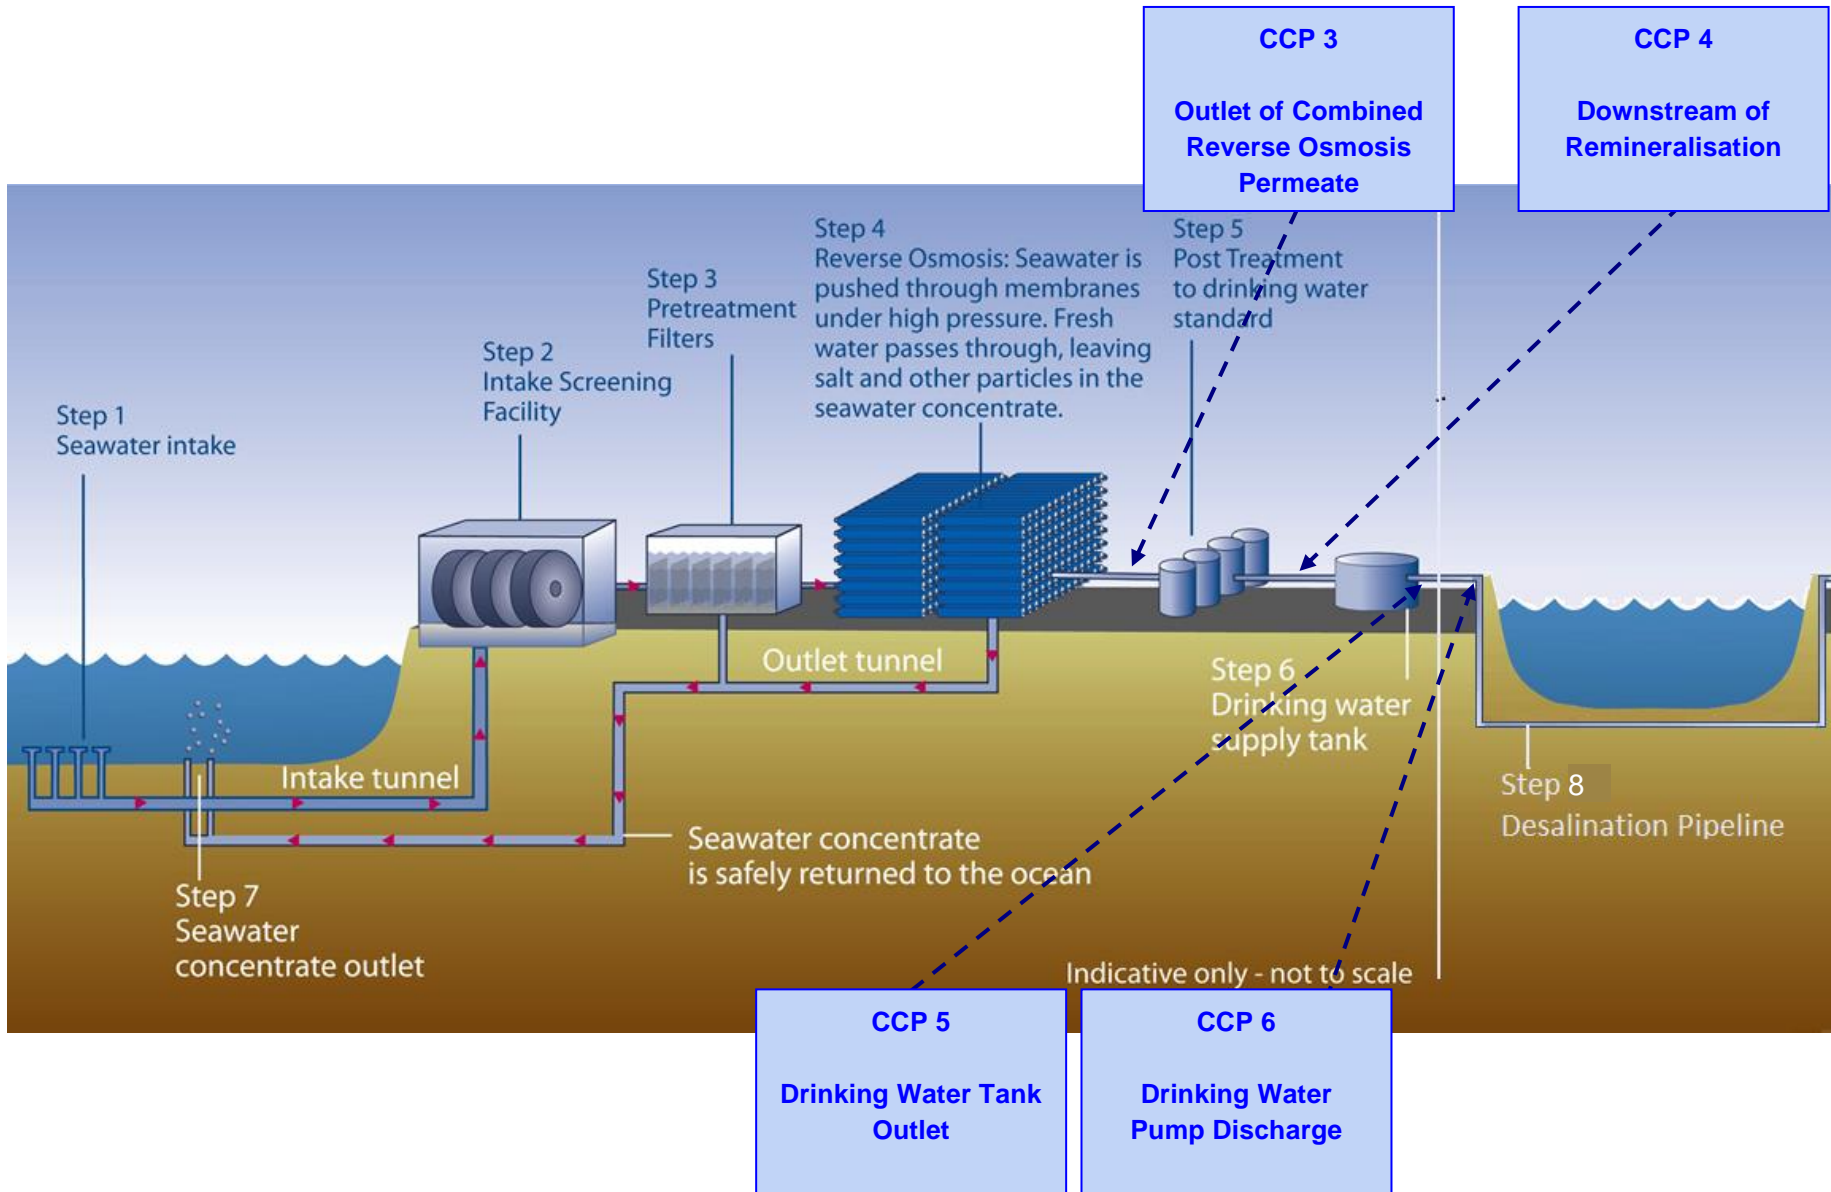 CCP 3
Outlet of Combined
Reverse Osmosis
Permeate
CCP 4
Downstream of
Remineralisation
Step 1
Seawater intake
Step 2
Intake Screening
Facility
Step 3
Pretreatment
Filters
Step 4
Reverse Osmosis: Seawater is
pushed through membranes
under high pressure. Fresh
water passes through, leaving
salt and other particles in the
seawater concentrate.
Step 5
Post Treatment
to drinking water
standard
Outlet tunnel
Intake tunnel
Step 6
Drinking water
supply tank
Step 8
Desalination Pipeline
Seawater concentrate
is safely returned to the ocean
Step 7
Seawater
concentrate outlet
Indicative only - not to scale
CCP 5
Drinking Water Tank
Outlet
CCP 6
Drinking Water
Pump Discharge